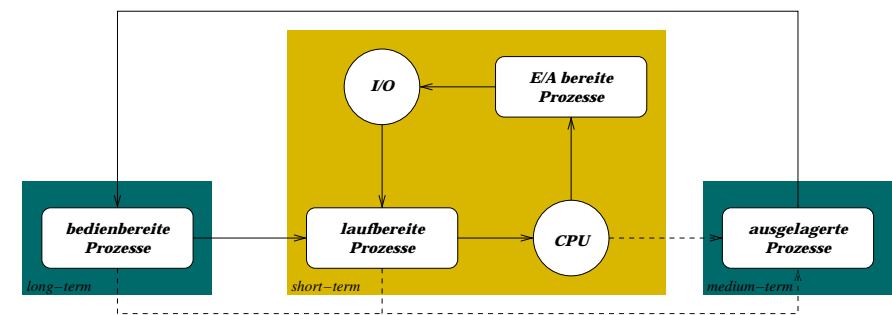 I/O
E/A bereite
Prozesse
bedienbereite
Prozesse
laufbereite
Prozesse
CPU
ausgelagerte
Prozesse
long−term
short−term
medium−term